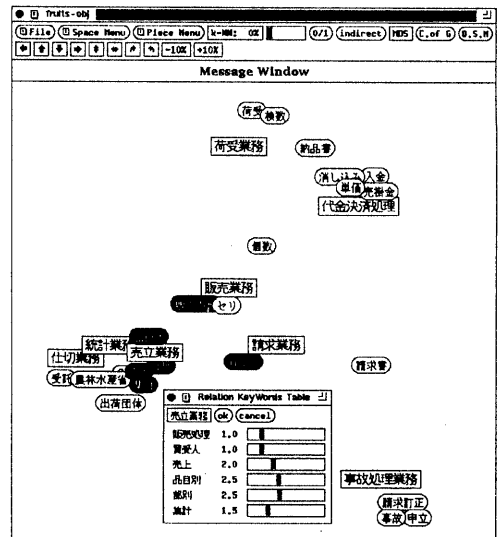 fruits-obj
File Space Menu Piece Menu k-NN: 0% 0/1 indirect MDS C.of G
-10% +10%
Message Window
荷受 検数
荷受業務 納品書
消し込み 入金
単価 売掛金
代金決済処理
個数
販売業務
セリ
統計業務 売立業務 請求業務
仕切業務
農林水産省 請求書
出荷団体
Relation KeyWords Table
売立業務 ok cancel
販売処理 1.0
買受人 1.0
売上 2.0
品目別 2.5
部別 2.5
集計 1.5
事故処理業務
請求訂正
事故 申立